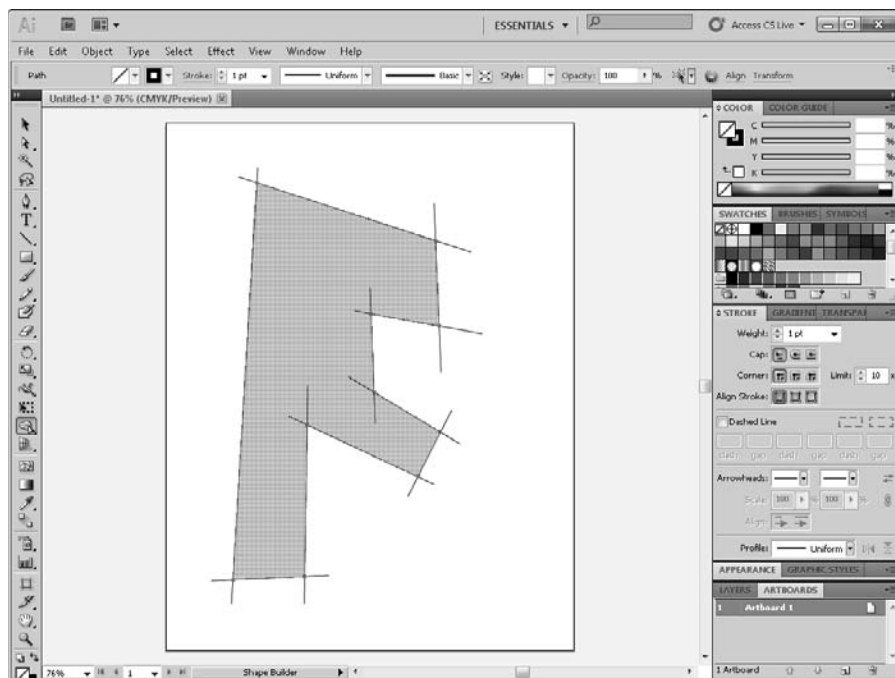 Ai Br ESSENTIALS Access CS Live
File Edit Object Type Select Effect View Window Help
Path Stroke: 1 pt Uniform Basic Style: Opacity: 100 % Align Transform
Untitled-1* @ 76% (CMYK/Preview)
COLOR COLOR GUIDE
C %
M %
Y %
K %
SWATCHES BRUSHES SYMBOLS
STROKE GRADIENT TRANSPAR
Weight: 1 pt
Cap:
Corner: Limit: 10 x
Align Stroke:
Dashed Line
dash gap dash gap dash gap
Arrowheads:
Scale: 100 % 100 %
Align:
Profile: Uniform
APPEARANCE GRAPHIC STYLES
LAYERS ARTBOARDS
1 Artboard 1
76% 1 Shape Builder 1 Artboard